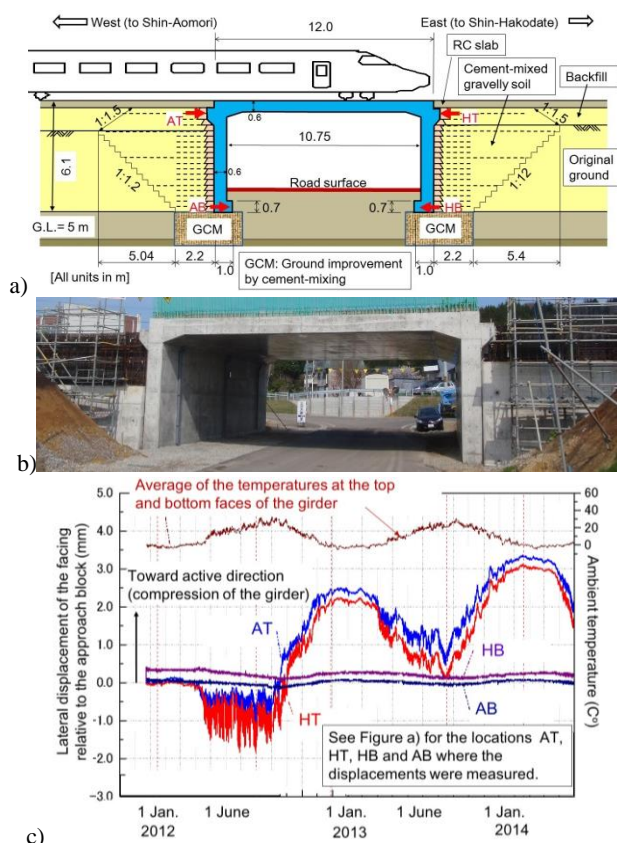 West (to Shin-Aomori)
East (to Shin-Hakodate)
12.0
RC slab
Cement-mixed
gravelly soil
Backfill
1:1.5
AT
0.6
HT
1:1.5
10.75
6.1
0.6
Original
ground
1:1.2
Road surface
1:12
AB
0.7
0.7
HB
G.L.= 5 m
GCM
GCM
5.04
2.2
1.0
GCM: Ground improvement
by cement-mixing
1.0
2.2
5.4
[All units in m]
a)
b)
Average of the temperatures at the top
and bottom faces of the girder
5.0
4.0
3.0
2.0
1.0
0.0
-1.0
-2.0
-3.0
Lateral displacement of the facing
relative to the approach block (mm)
60
40
20
0
Ambient temperature
(C°)
Toward active direction
(compression of the girder)
AT
HB
HT
AB
See Figure a) for the locations AT,
HT, HB and AB where the
displacements were measured.
1 Jan.
2012
1 June
1 Jan.
2013
1 June
1 Jan.
2014
c)